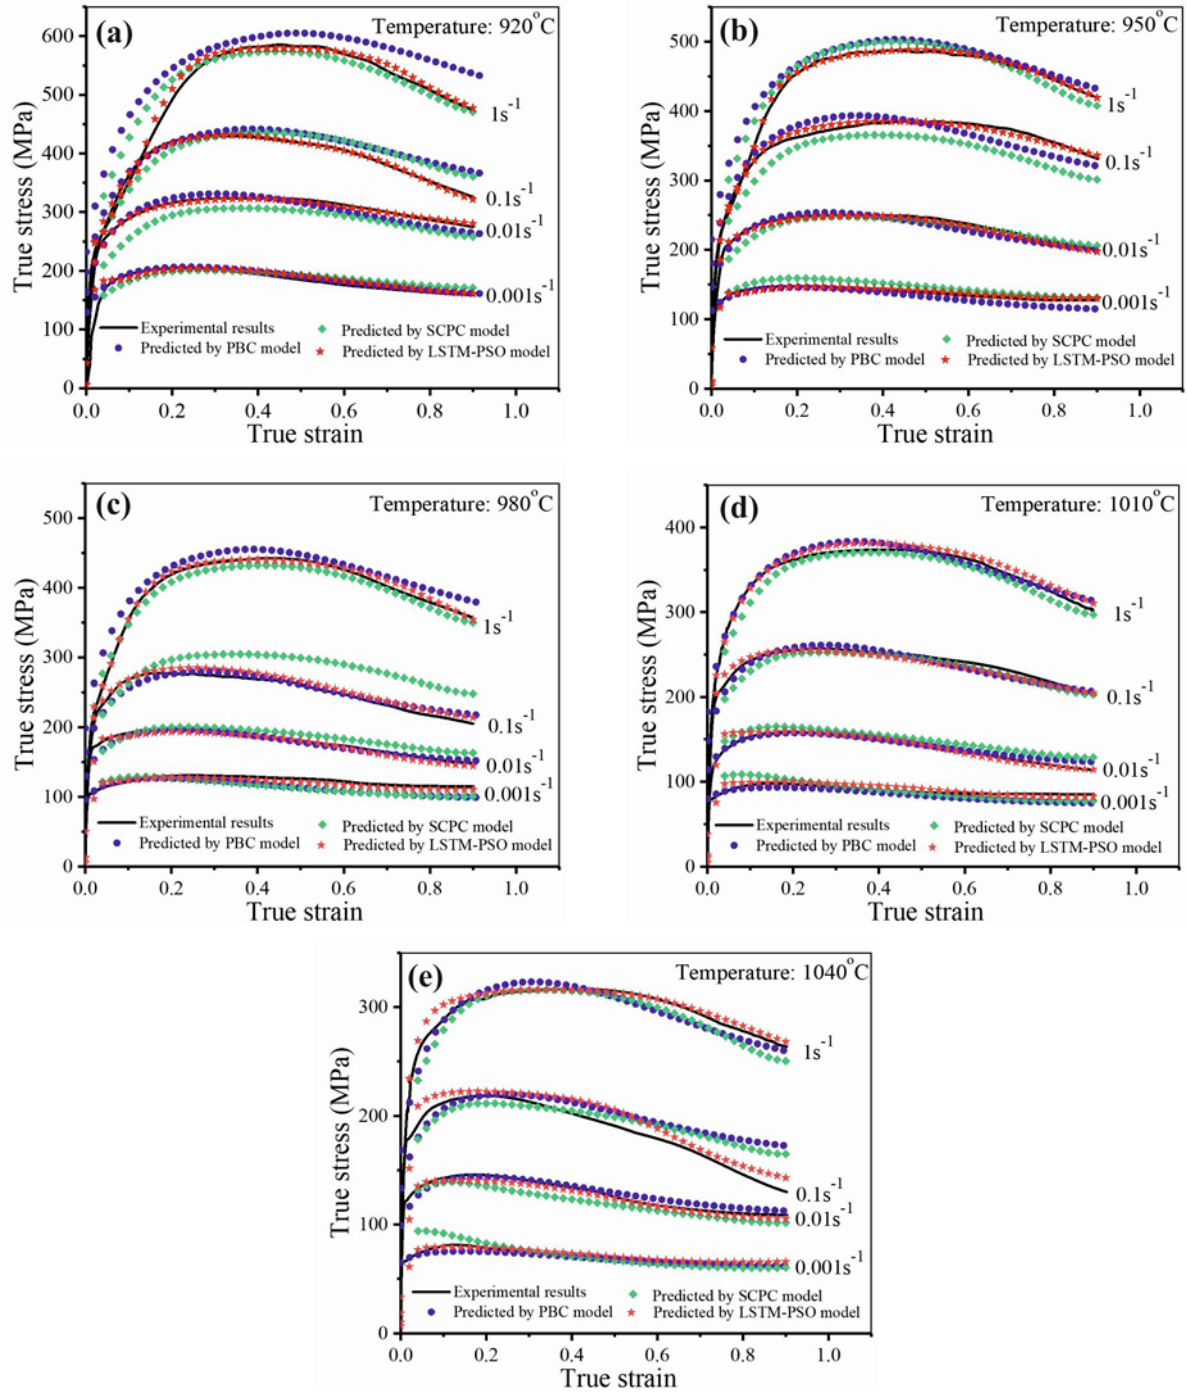 (a)
Temperature: 920°C
600
500
400
300
200
100
0
True stress (MPa)
1s⁻¹
0.1s⁻¹
0.01s⁻¹
0.001s⁻¹
Experimental results
Predicted by SCPC model
Predicted by PBC model
Predicted by LSTM-PSO model
0.0 0.2 0.4 0.6 0.8 1.0
True strain
(b)
Temperature: 950°C
500
400
300
200
100
0
True stress (MPa)
1s⁻¹
0.1s⁻¹
0.01s⁻¹
0.001s⁻¹
Experimental results
Predicted by SCPC model
Predicted by PBC model
Predicted by LSTM-PSO model
0.0 0.2 0.4 0.6 0.8 1.0
True strain
(c)
Temperature: 980°C
500
400
300
200
100
0
True stress (MPa)
1s⁻¹
0.1s⁻¹
0.01s⁻¹
0.001s⁻¹
Experimental results
Predicted by SCPC model
Predicted by PBC model
Predicted by LSTM-PSO model
0.0 0.2 0.4 0.6 0.8 1.0
True strain
(d)
Temperature: 1010°C
400
300
200
100
0
True stress (MPa)
1s⁻¹
0.1s⁻¹
0.01s⁻¹
0.001s⁻¹
Experimental results
Predicted by SCPC model
Predicted by PBC model
Predicted by LSTM-PSO model
0.0 0.2 0.4 0.6 0.8 1.0
True strain
(e)
Temperature: 1040°C
300
200
100
0
True stress (MPa)
1s⁻¹
0.1s⁻¹
0.01s⁻¹
0.001s⁻¹
Experimental results
Predicted by SCPC model
Predicted by PBC model
Predicted by LSTM-PSO model
0.0 0.2 0.4 0.6 0.8 1.0
True strain